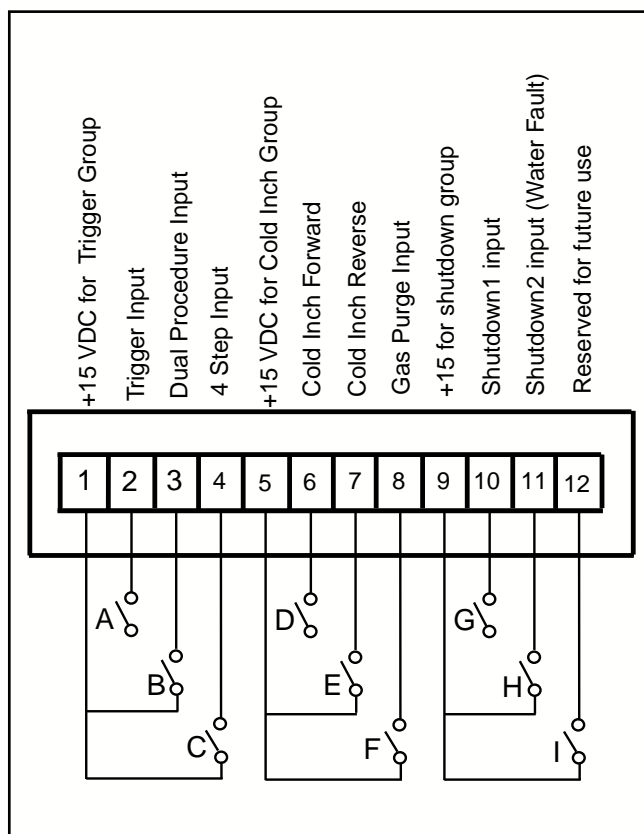 +15 VDC for Trigger Group
Trigger Input
Dual Procedure Input
4 Step Input
+15 VDC for Cold Inch Group
Cold Inch Forward
Cold Inch Reverse
Gas Purge Input
+15 for shutdown group
Shutdown1 input
Shutdown2 input (Water Fault)
Reserved for future use
1 2 3 4 5 6 7 8 9 10 11 12
A D G
B E H
C F I